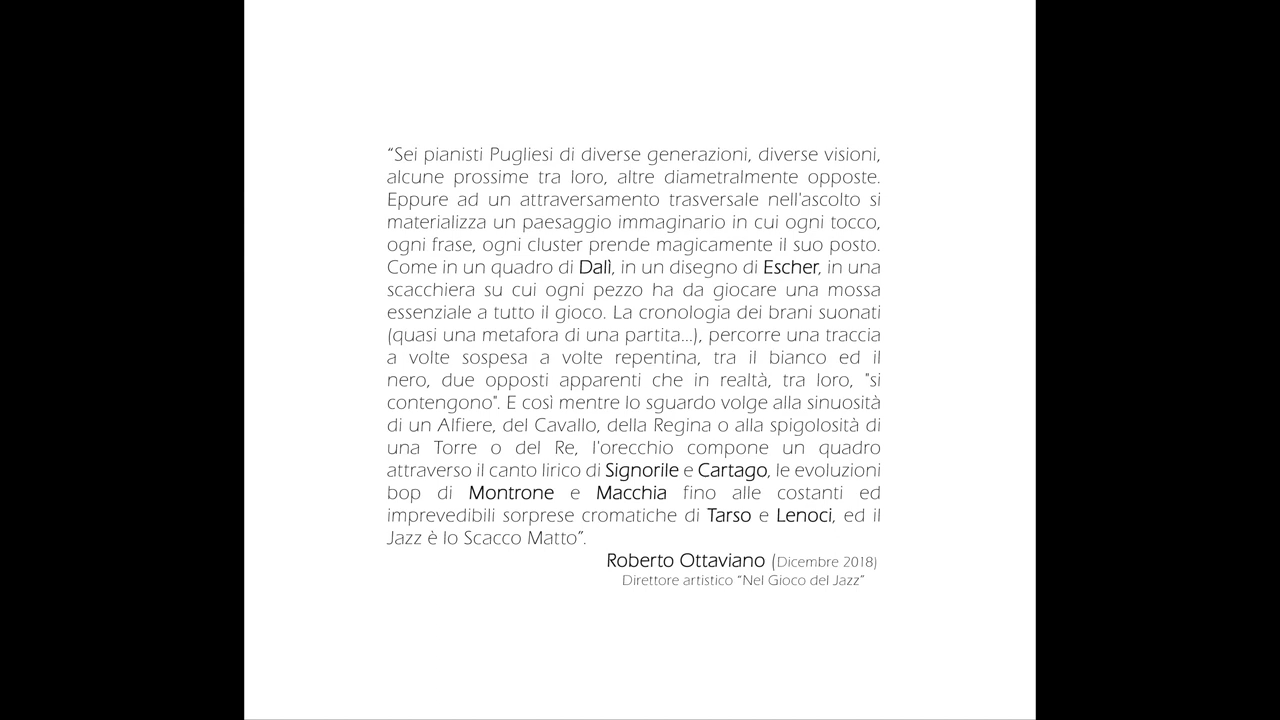 “Sei pianisti Pugliesi di diverse generazioni, diverse visioni,
alcune prossime tra loro, altre diametralmente opposte.
Eppure ad un attraversamento trasversale nell'ascolto si
materializza un paesaggio immaginario in cui ogni tocco,
ogni frase, ogni cluster prende magicamente il suo posto.
Come in un quadro di Dalì, in un disegno di Escher, in una
scacchiera su cui ogni pezzo ha da giocare una mossa
essenziale a tutto il gioco. La cronologia dei brani suonati
(quasi una metafora di una partita...), percorre una traccia
a volte sospesa a volte repentina, tra il bianco ed il
nero, due opposti apparenti che in realtà, tra loro, "si
contengono". E così mentre lo sguardo volge alla sinuosità
di un Alfiere, del Cavallo, della Regina o alla spigolosità di
una Torre o del Re, l'orecchio compone un quadro
attraverso il canto lirico di Signorile e Cartago, le evoluzioni
bop di Montrone e Macchia fino alle costanti ed
imprevedibili sorprese cromatiche di Tarso e Lenoci, ed il
Jazz è lo Scacco Matto”.
Roberto Ottaviano (Dicembre 2018)
Direttore artistico “Nel Gioco del Jazz”